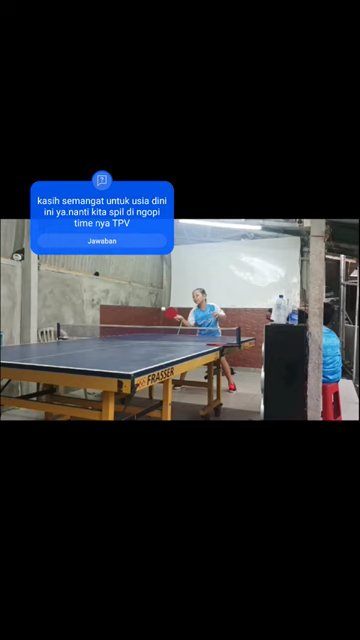 kasih semangat untuk usia dini
ini ya.nanti kita spil di ngopi
time nya TPV
Jawaban
FRASSER